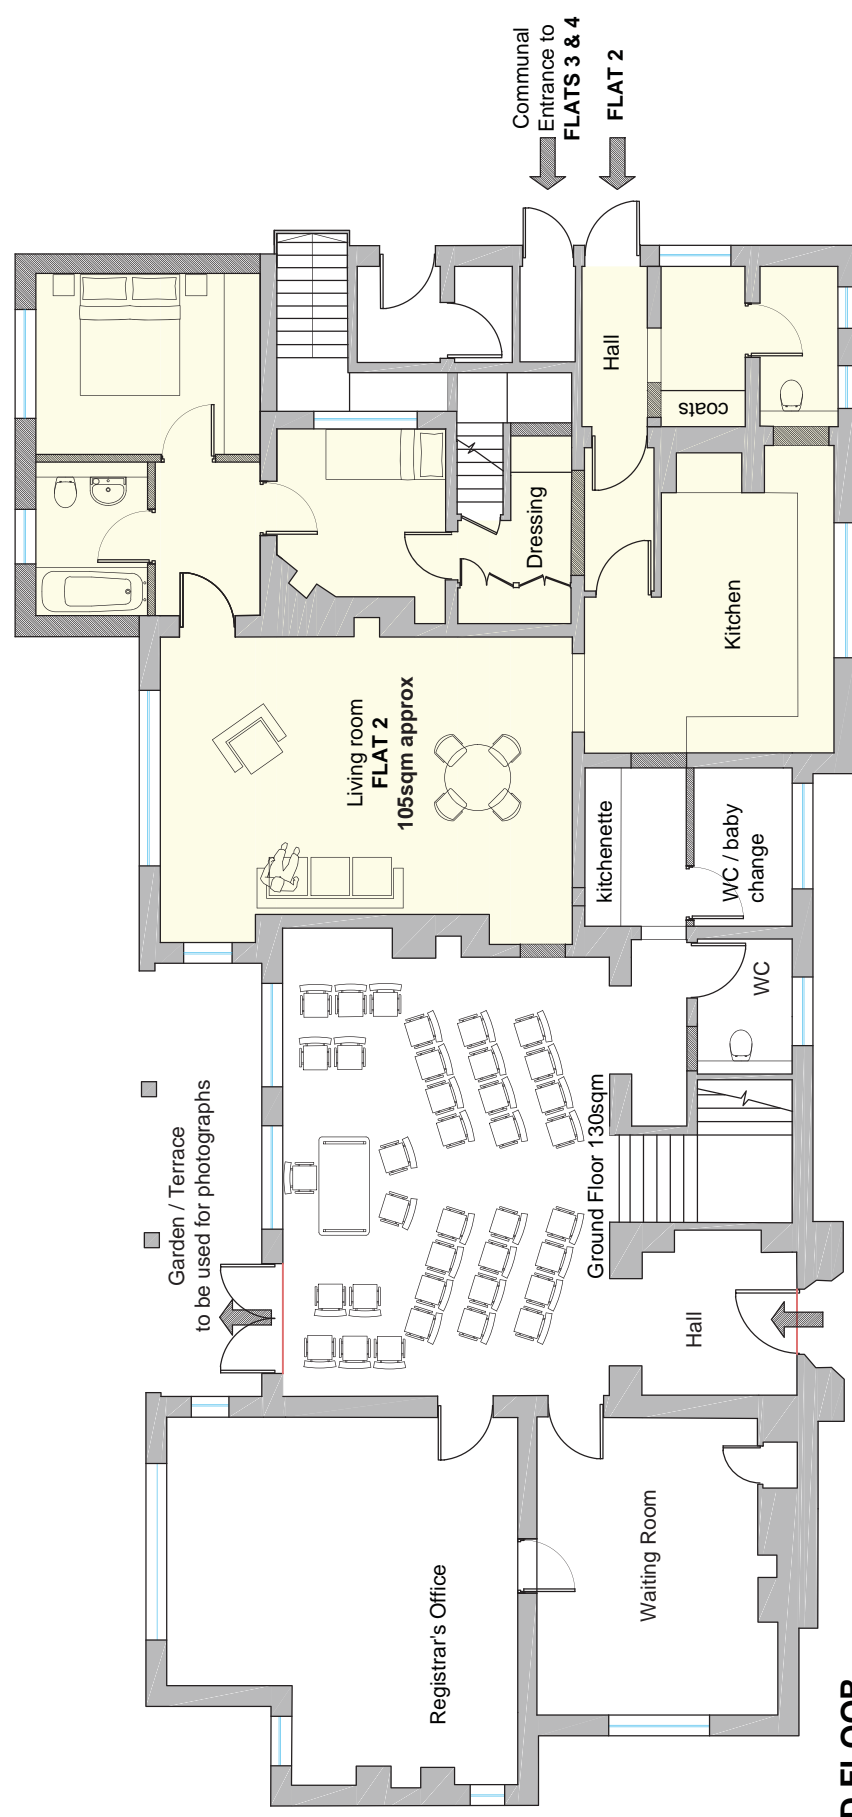 Communal
Entrance to
FLATS 3 & 4
FLAT 2
Hall
coats
Dressing
Kitchen
Living room
FLAT 2
105sqm approx
kitchenette
WC / baby
change
WC
Garden / Terrace
to be used for photographs
Ground Floor 130sqm
Hall
Registrar's Office
Waiting Room
D FLOOR